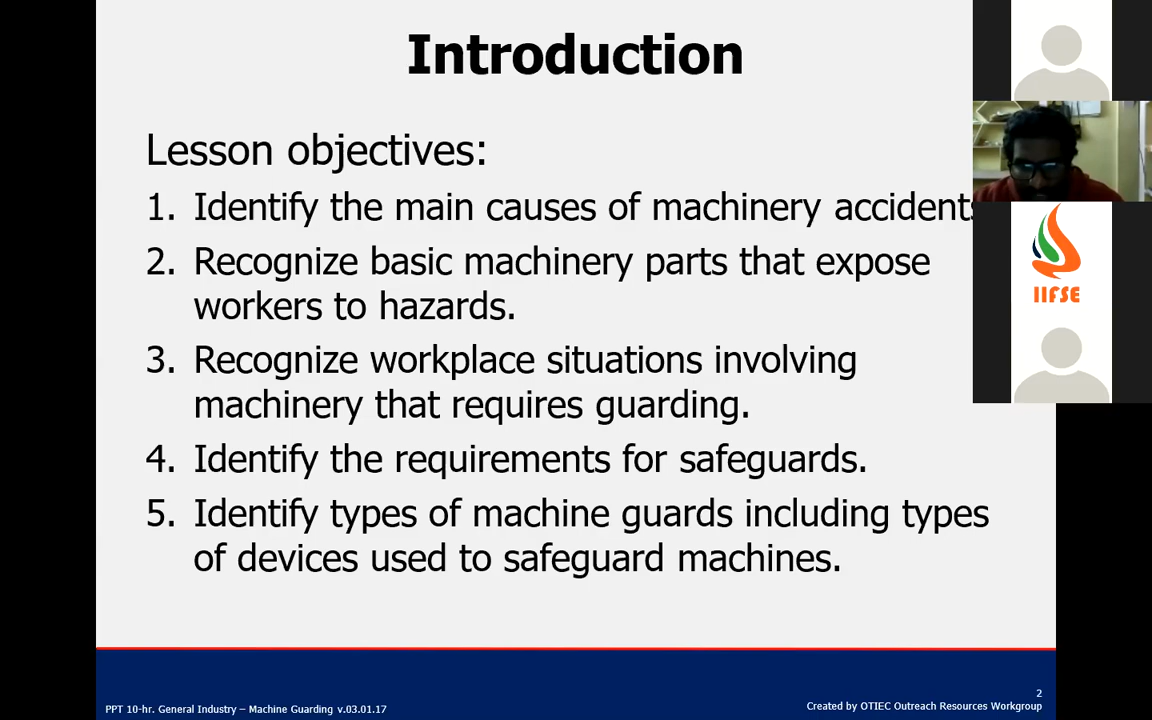 Introduction
Lesson objectives:
1. Identify the main causes of machinery accidents
2. Recognize basic machinery parts that expose
workers to hazards.
3. Recognize workplace situations involving
machinery that requires guarding.
4. Identify the requirements for safeguards.
5. Identify types of machine guards including types
of devices used to safeguard machines.
IIFSE
2
PPT 10-hr. General Industry – Machine Guarding v.03.01.17
Created by OTIEC Outreach Resources Workgroup